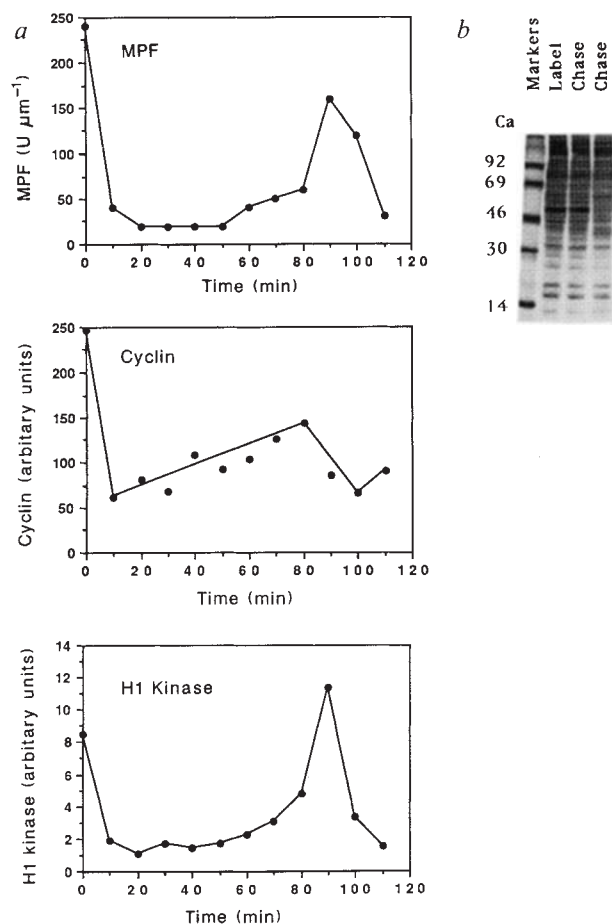 a
MPF
MPF (U µm⁻¹)
250
200
150
100
50
0
0 20 40 60 80 100 120
Time (min)
Cyclin
Cyclin (arbitary units)
250
200
150
100
50
0
0 20 40 60 80 100 120
Time (min)
H1 Kinase
H1 kinase (arbitary units)
14
12
10
8
6
4
2
0
0 20 40 60 80 100 120
Time (min)
b
Markers
Label
Chase
Chase
Ca
92
69
46
30
14